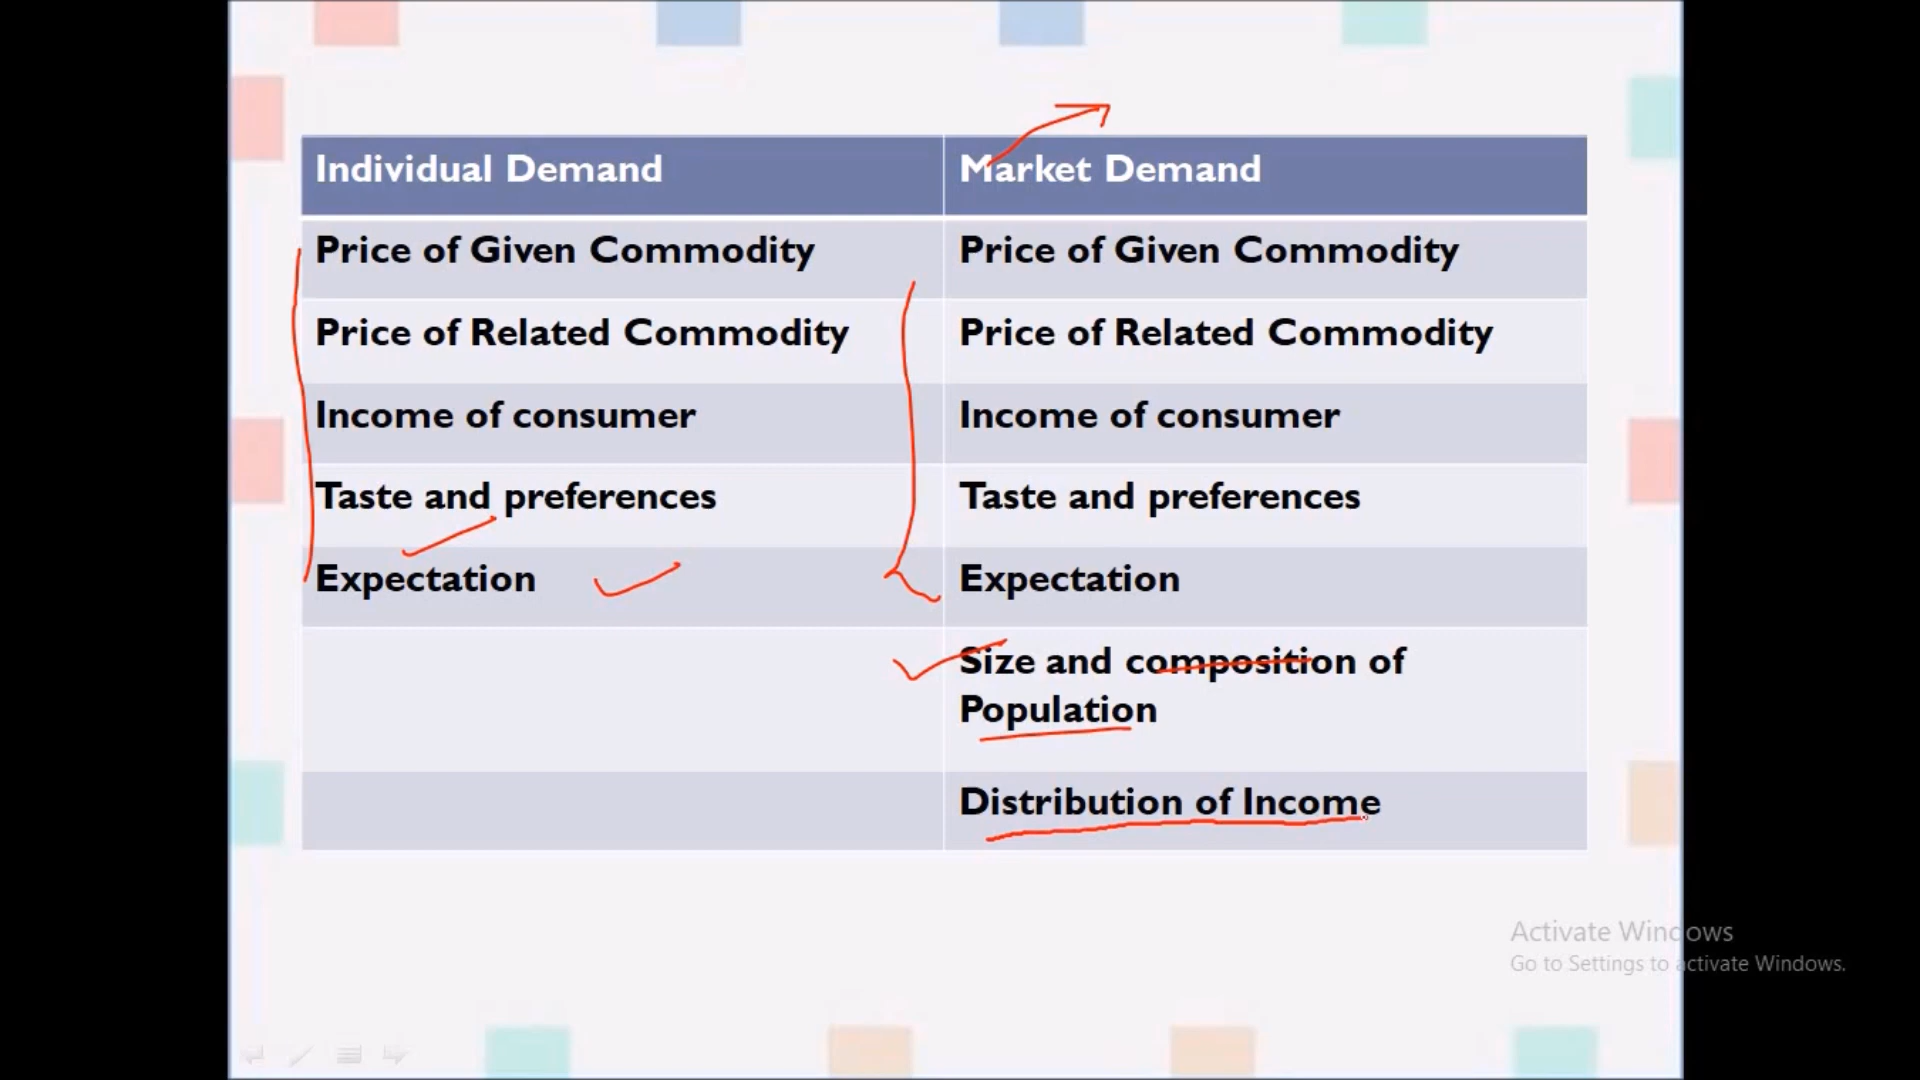 Individual Demand
Market Demand
Price of Given Commodity
Price of Given Commodity
Price of Related Commodity
Price of Related Commodity
Income of consumer
Income of consumer
Taste and preferences
Taste and preferences
Expectation
Expectation
Size and composition of
Population
Distribution of Income
Activate Windows
Go to Settings to activate Windows.